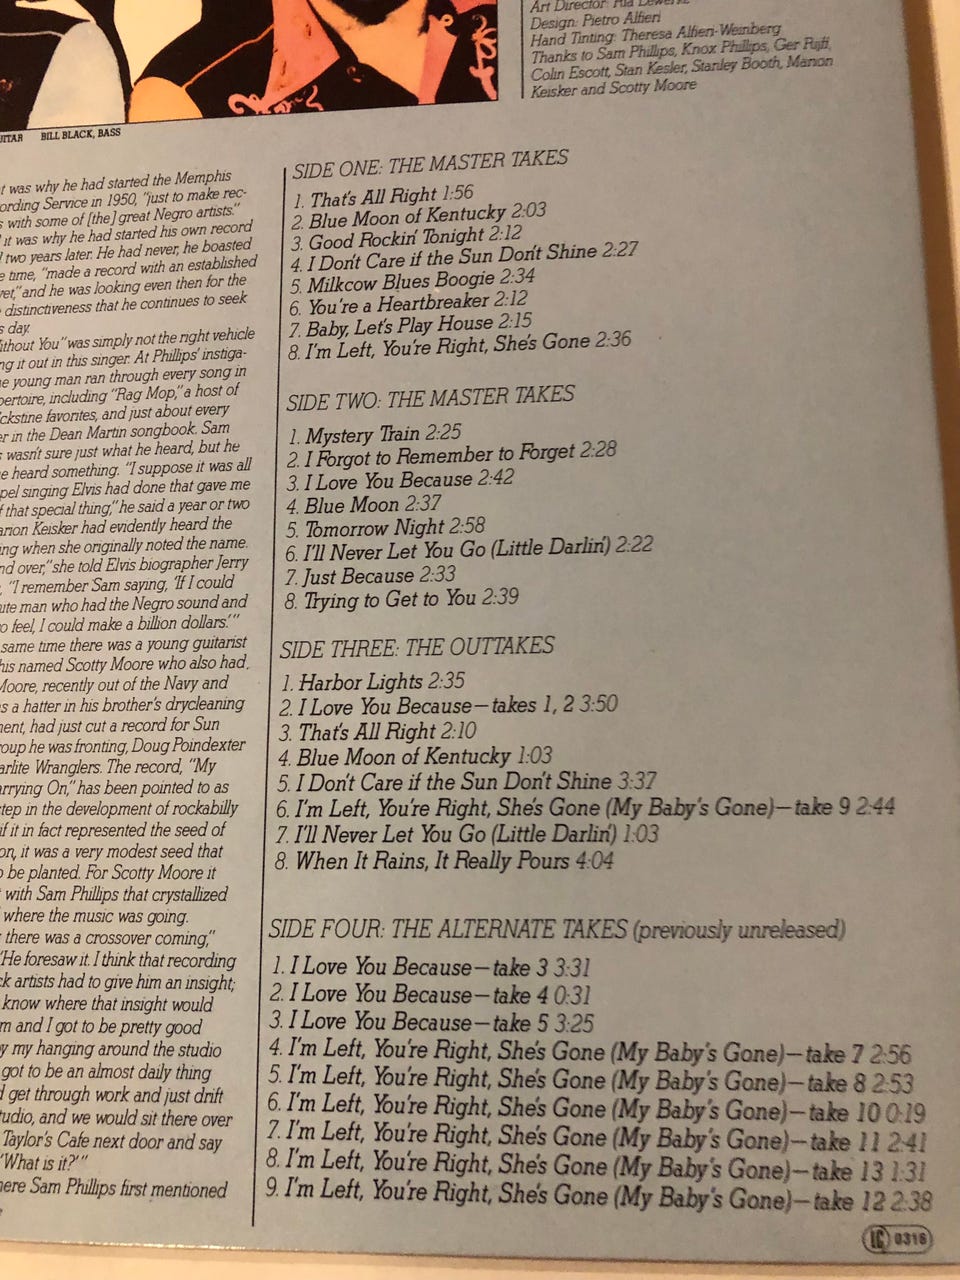 Art Director: Ria Lewerke
Design: Pietro Alfieri
Hand Tinting: Theresa Alfieri-Weinberg
Thanks to Sam Phillips, Knox Phillips, Ger Rijff,
Colin Escott, Stan Kesler, Stanley Booth, Marion
Keisker and Scotty Moore
UITAR BILL BLACK, BASS
t was why he had started the Memphis
ording Service in 1950, "just to make rec-
s with some of [the] great Negro artists."
it was why he had started his own record
l two years later. He had never, he boasted
e time, "made a record with an established
yet," and he was looking even then for the
distinctiveness that he continues to seek
s day.
ithout You" was simply not the right vehicle
ng it out in this singer. At Phillips' instiga-
e young man ran through every song in
pertoire, including "Rag Mop," a host of
ckstine favorites, and just about every
er in the Dean Martin songbook. Sam
s wasn't sure just what he heard, but he
e heard something. "I suppose it was all
pel singing Elvis had done that gave me
f that special thing," he said a year or two
arion Keisker had evidently heard the
ing when she originally noted the name.
nd over," she told Elvis biographer Jerry
, "I remember Sam saying, 'If I could
ite man who had the Negro sound and
o feel, I could make a billion dollars.'"
same time there was a young guitarist
his named Scotty Moore who also had,
Moore, recently out of the Navy and
s a hatter in his brother's drycleaning
ment, had just cut a record for Sun
roup he was fronting, Doug Poindexter
arlite Wranglers. The record, "My
arrying On," has been pointed to as
step in the development of rockabilly
if it in fact represented the seed of
on, it was a very modest seed that
o be planted. For Scotty Moore it
t with Sam Phillips that crystallized
where the music was going.
there was a crossover coming,"
"He foresaw it. I think that recording
ck artists had to give him an insight;
know where that insight would
m and I got to be pretty good
y my hanging around the studio
got to be an almost daily thing
d get through work and just drift
tudio, and we would sit there over
Taylor's Cafe next door and say
'What is it?'"
here Sam Phillips first mentioned
SIDE ONE: THE MASTER TAKES
1. That's All Right 1:56
2. Blue Moon of Kentucky 2:03
3. Good Rockin' Tonight 2:12
4. I Don't Care if the Sun Don't Shine 2:27
5. Milkcow Blues Boogie 2:34
6. You're a Heartbreaker 2:12
7. Baby, Let's Play House 2:15
8. I'm Left, You're Right, She's Gone 2:36
SIDE TWO: THE MASTER TAKES
1. Mystery Train 2:25
2. I Forgot to Remember to Forget 2:28
3. I Love You Because 2:42
4. Blue Moon 2:37
5. Tomorrow Night 2:58
6. I'll Never Let You Go (Little Darlin') 2:22
7. Just Because 2:33
8. Trying to Get to You 2:39
SIDE THREE: THE OUTTAKES
1. Harbor Lights 2:35
2. I Love You Because—takes 1, 2 3:50
3. That's All Right 2:10
4. Blue Moon of Kentucky 1:03
5. I Don't Care if the Sun Don't Shine 3:37
6. I'm Left, You're Right, She's Gone (My Baby's Gone)—take 9 2:44
7. I'll Never Let You Go (Little Darlin') 1:03
8. When It Rains, It Really Pours 4:04
SIDE FOUR: THE ALTERNATE TAKES (previously unreleased)
1. I Love You Because—take 3 3:31
2. I Love You Because—take 4 0:31
3. I Love You Because—take 5 3:25
4. I'm Left, You're Right, She's Gone (My Baby's Gone)—take 7 2:56
5. I'm Left, You're Right, She's Gone (My Baby's Gone)—take 8 2:53
6. I'm Left, You're Right, She's Gone (My Baby's Gone)—take 10 0:19
7. I'm Left, You're Right, She's Gone (My Baby's Gone)—take 11 2:41
8. I'm Left, You're Right, She's Gone (My Baby's Gone)—take 13 1:31
9. I'm Left, You're Right, She's Gone (My Baby's Gone)—take 12 2:38
LC 0316